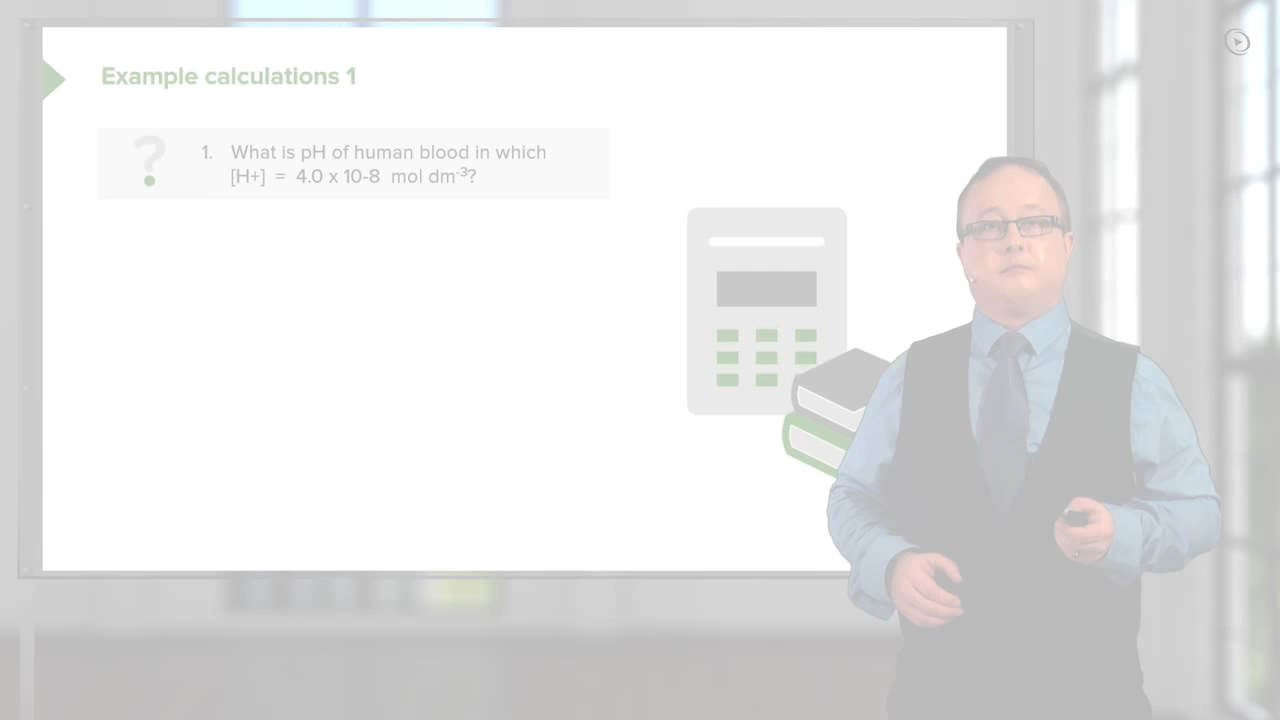 Example calculations 1
? 1. What is pH of human blood in which
[H+] = 4.0 x 10-8 mol dm⁻³?